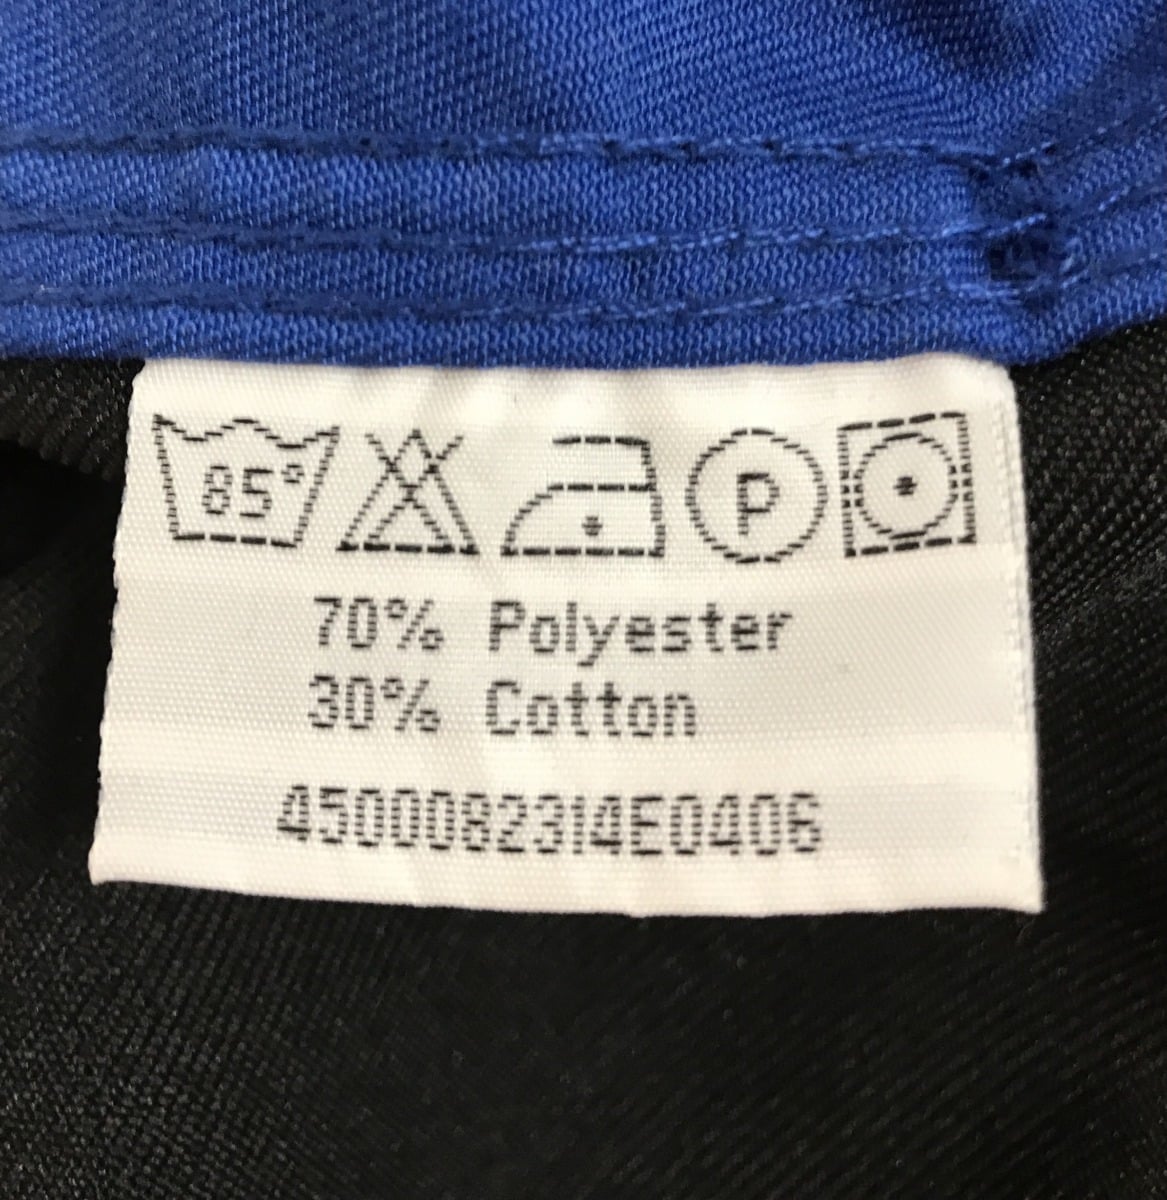 85° P
70% Polyester
30% Cotton
4500082314E0406